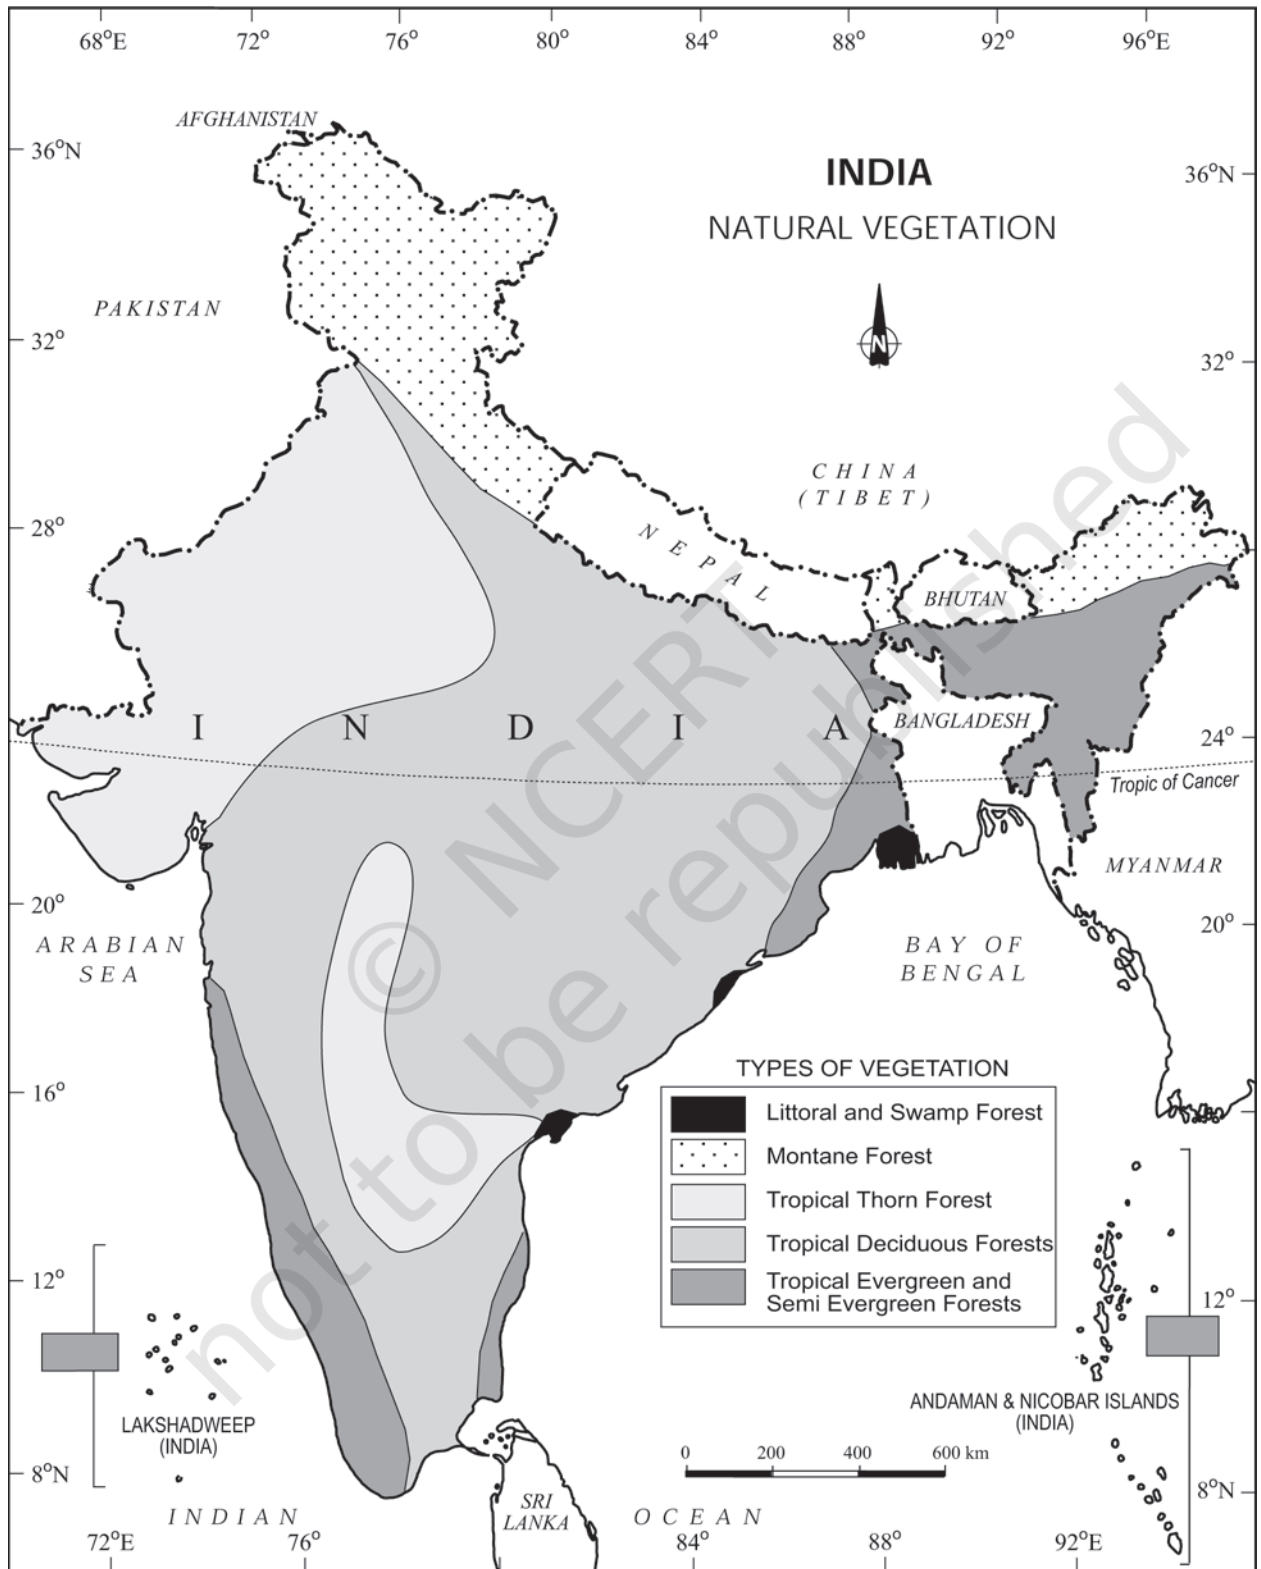 68°E 72° 76° 80° 84° 88° 92° 96°E
AFGHANISTAN
36°N
INDIA
36°N
NATURAL VEGETATION
PAKISTAN
N
32°
32°
CHINA
(TIBET)
28°
NEPAL
BHUTAN
INDIA
BANGLADESH
24°
Tropic of Cancer
MYANMAR
20°
20°
ARABIAN
SEA
BAY OF
BENGAL
© NCERT
not to be republished
TYPES OF VEGETATION
16°
Littoral and Swamp Forest
Montane Forest
Tropical Thorn Forest
Tropical Deciduous Forests
Tropical Evergreen and
Semi Evergreen Forests
12°
12°
LAKSHADWEEP
(INDIA)
ANDAMAN & NICOBAR ISLANDS
(INDIA)
0 200 400 600 km
8°N
8°N
SRI
LANKA
INDIAN OCEAN
72°E 76° 84° 88° 92°E